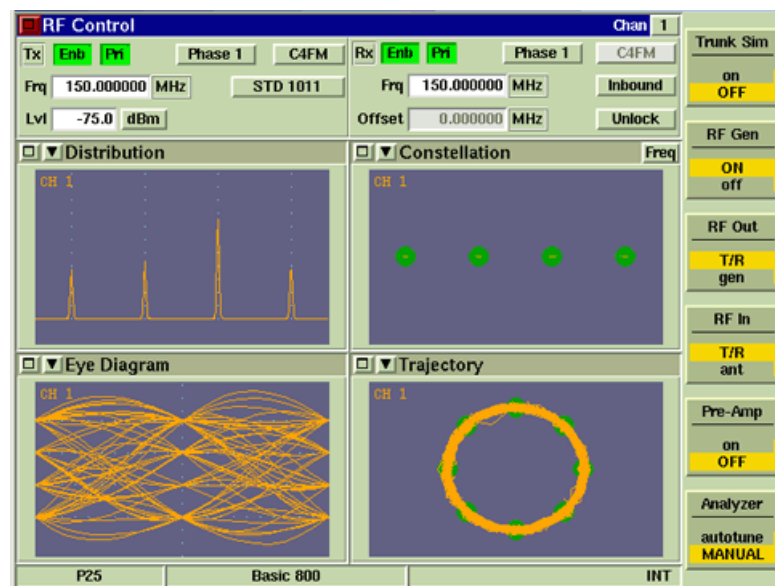 RF Control
Chan 1
Tx Enb Pri Phase 1 C4FM
Frq 150.000000 MHz STD 1011
Lvl -75.0 dBm
Rx Enb Pri Phase 1 C4FM
Frq 150.000000 MHz Inbound
Offset 0.000000 MHz Unlock
Distribution
CH 1
Constellation Freq
CH 1
Eye Diagram
CH 1
Trajectory
CH 1
P25 Basic 800 INT
Trunk Sim
on
OFF
RF Gen
ON
off
RF Out
T/R
gen
RF In
T/R
ant
Pre-Amp
on
OFF
Analyzer
autotune
MANUAL